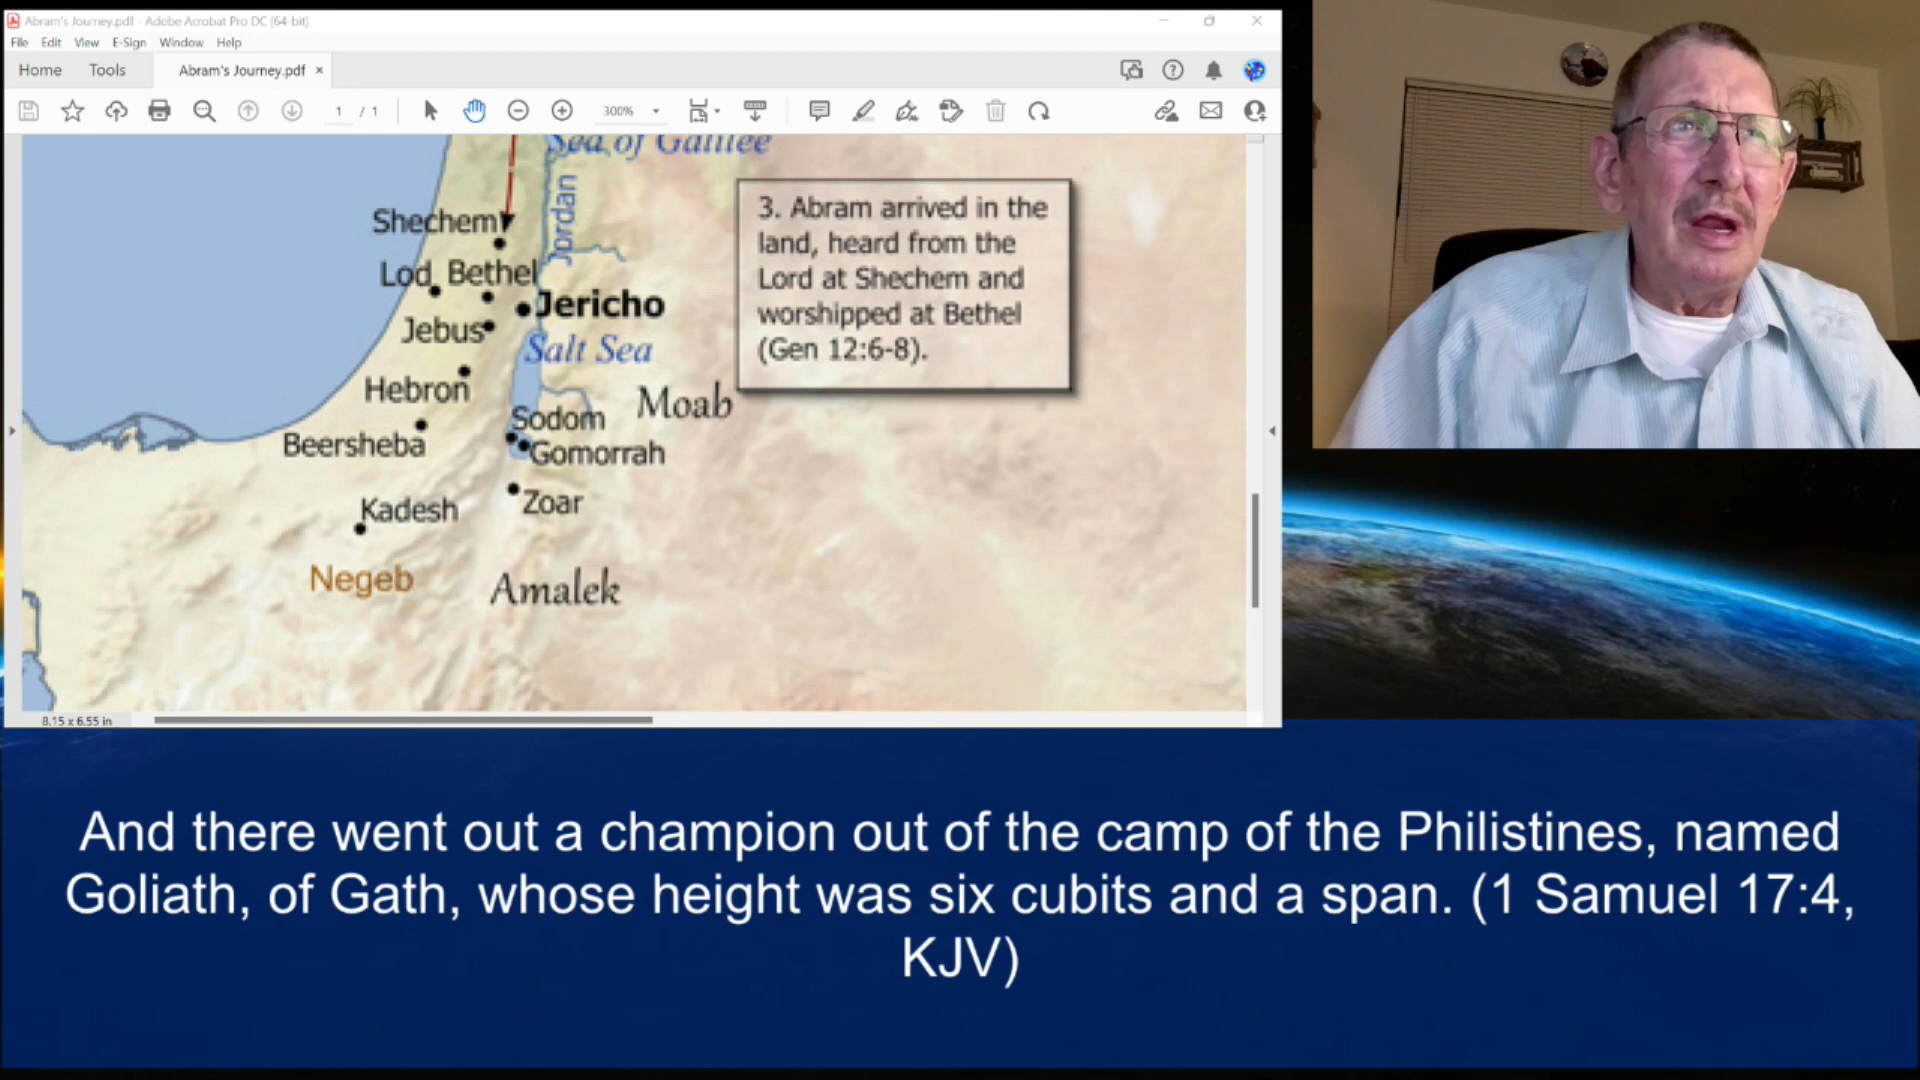 Abram's Journey.pdf - Adobe Acrobat Pro DC (64-bit)
File Edit View E-Sign Window Help
Home Tools Abram's Journey.pdf ×
1 / 1 300%
Sea of Galilee
Jordan
Shechem
Lod Bethel
Jericho
Jebus
Salt Sea
Hebron
Moab
Sodom
Beersheba
Gomorrah
Zoar
Kadesh
Negeb
Amalek
3. Abram arrived in the
land, heard from the
Lord at Shechem and
worshipped at Bethel
(Gen 12:6-8).
8.15 x 6.55 in
And there went out a champion out of the camp of the Philistines, named
Goliath, of Gath, whose height was six cubits and a span. (1 Samuel 17:4,
KJV)